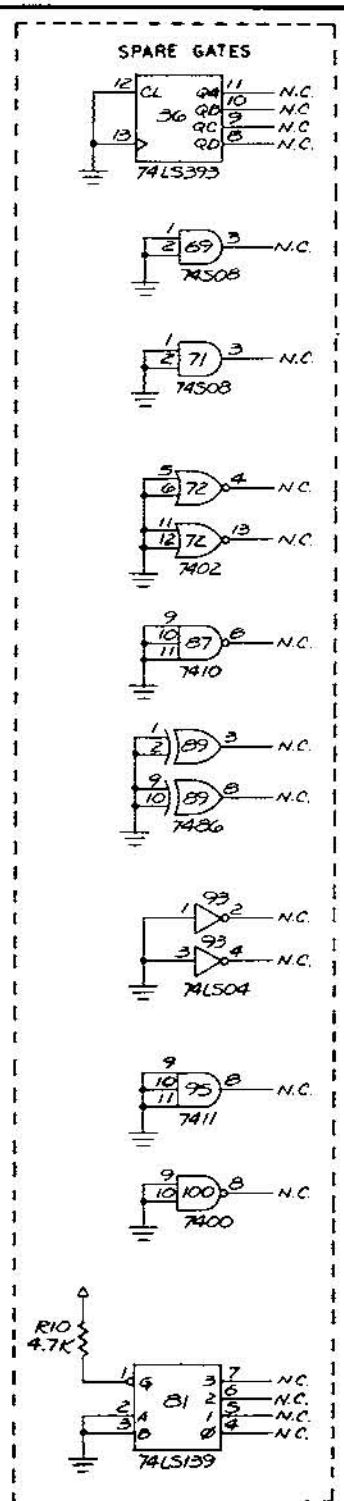 SPARE GATES
12 CL QA 11 N.C.
36 QB 10 N.C
QC 9 N.C
13 QD 8 N.C.
74LS393
1
2 69 3 N.C.
74S08
1
2 71 3 N.C.
74S08
5
6 72 4 N.C.
11
12 72 13 N.C.
7402
9
10 87 8 N.C.
11
7410
1
2 89 3 N.C.
9
10 89 8 N.C.
7486
93
1 2 N.C.
93
3 4 N.C.
74LS04
9
10 95 8 N.C.
11
7411
9
10 100 8 N.C.
7400
R10
4.7K
1 G 3 7 N.C.
2 A 81 2 6 N.C.
3 B 1 5 N.C.
Ø 4 N.C.
74LS139